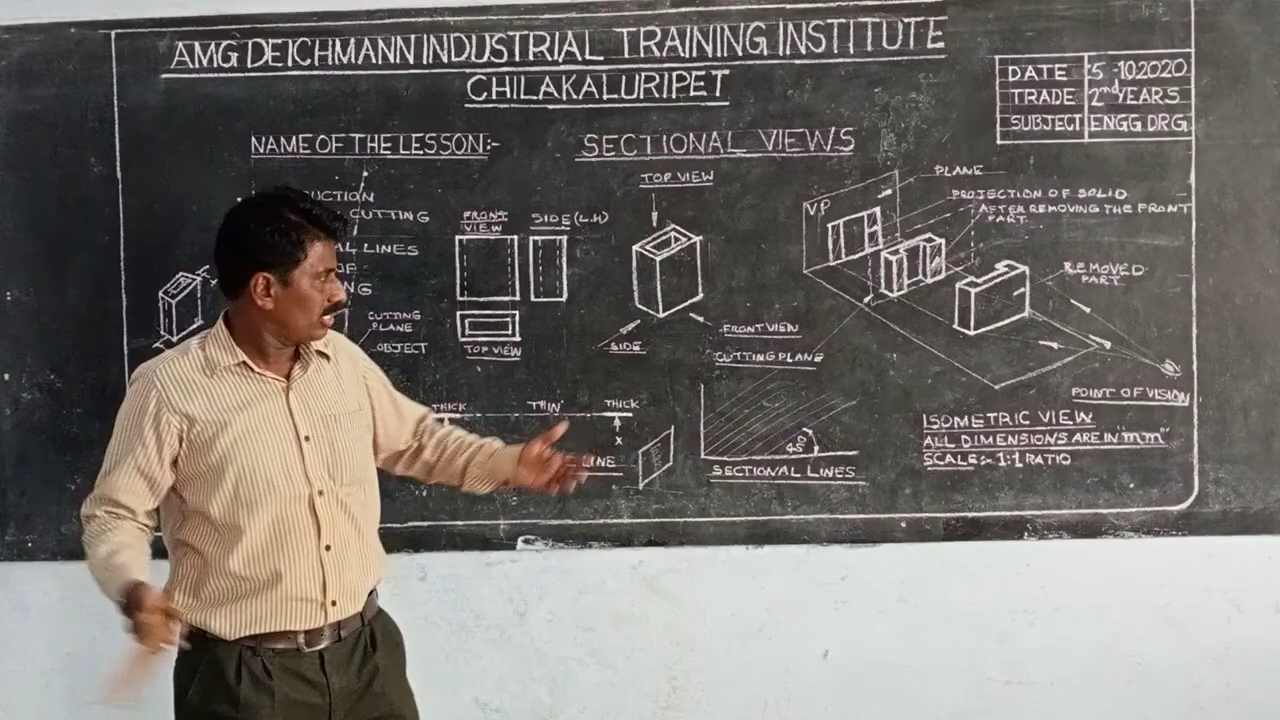 AMG DEICHMANN INDUSTRIAL TRAINING INSTITUTE
CHILAKALURIPET
DATE :5-10.2020
TRADE 2nd YEARS
SUBJECT ENGG DRG
NAME OF THE LESSON:- SECTIONAL VIEWS
CUTTING
LINES
OF
CUTTING
PLANE
OBJECT
FRONT
VIEW
SIDE (L.H)
TOP VIEW
TOP VIEW
FRONT VIEW
SIDE
V.P
PLANE
PROJECTION OF SOLID
AFTER REMOVING THE FRONT
PART.
REMOVED
PART.
POINT OF VISION
THICK THIN THICK
X
LINE
CUTTING PLANE
45°
SECTIONAL LINES
ISOMETRIC VIEW
ALL DIMENSIONS ARE IN "mm"
SCALE:- 1:1 RATIO